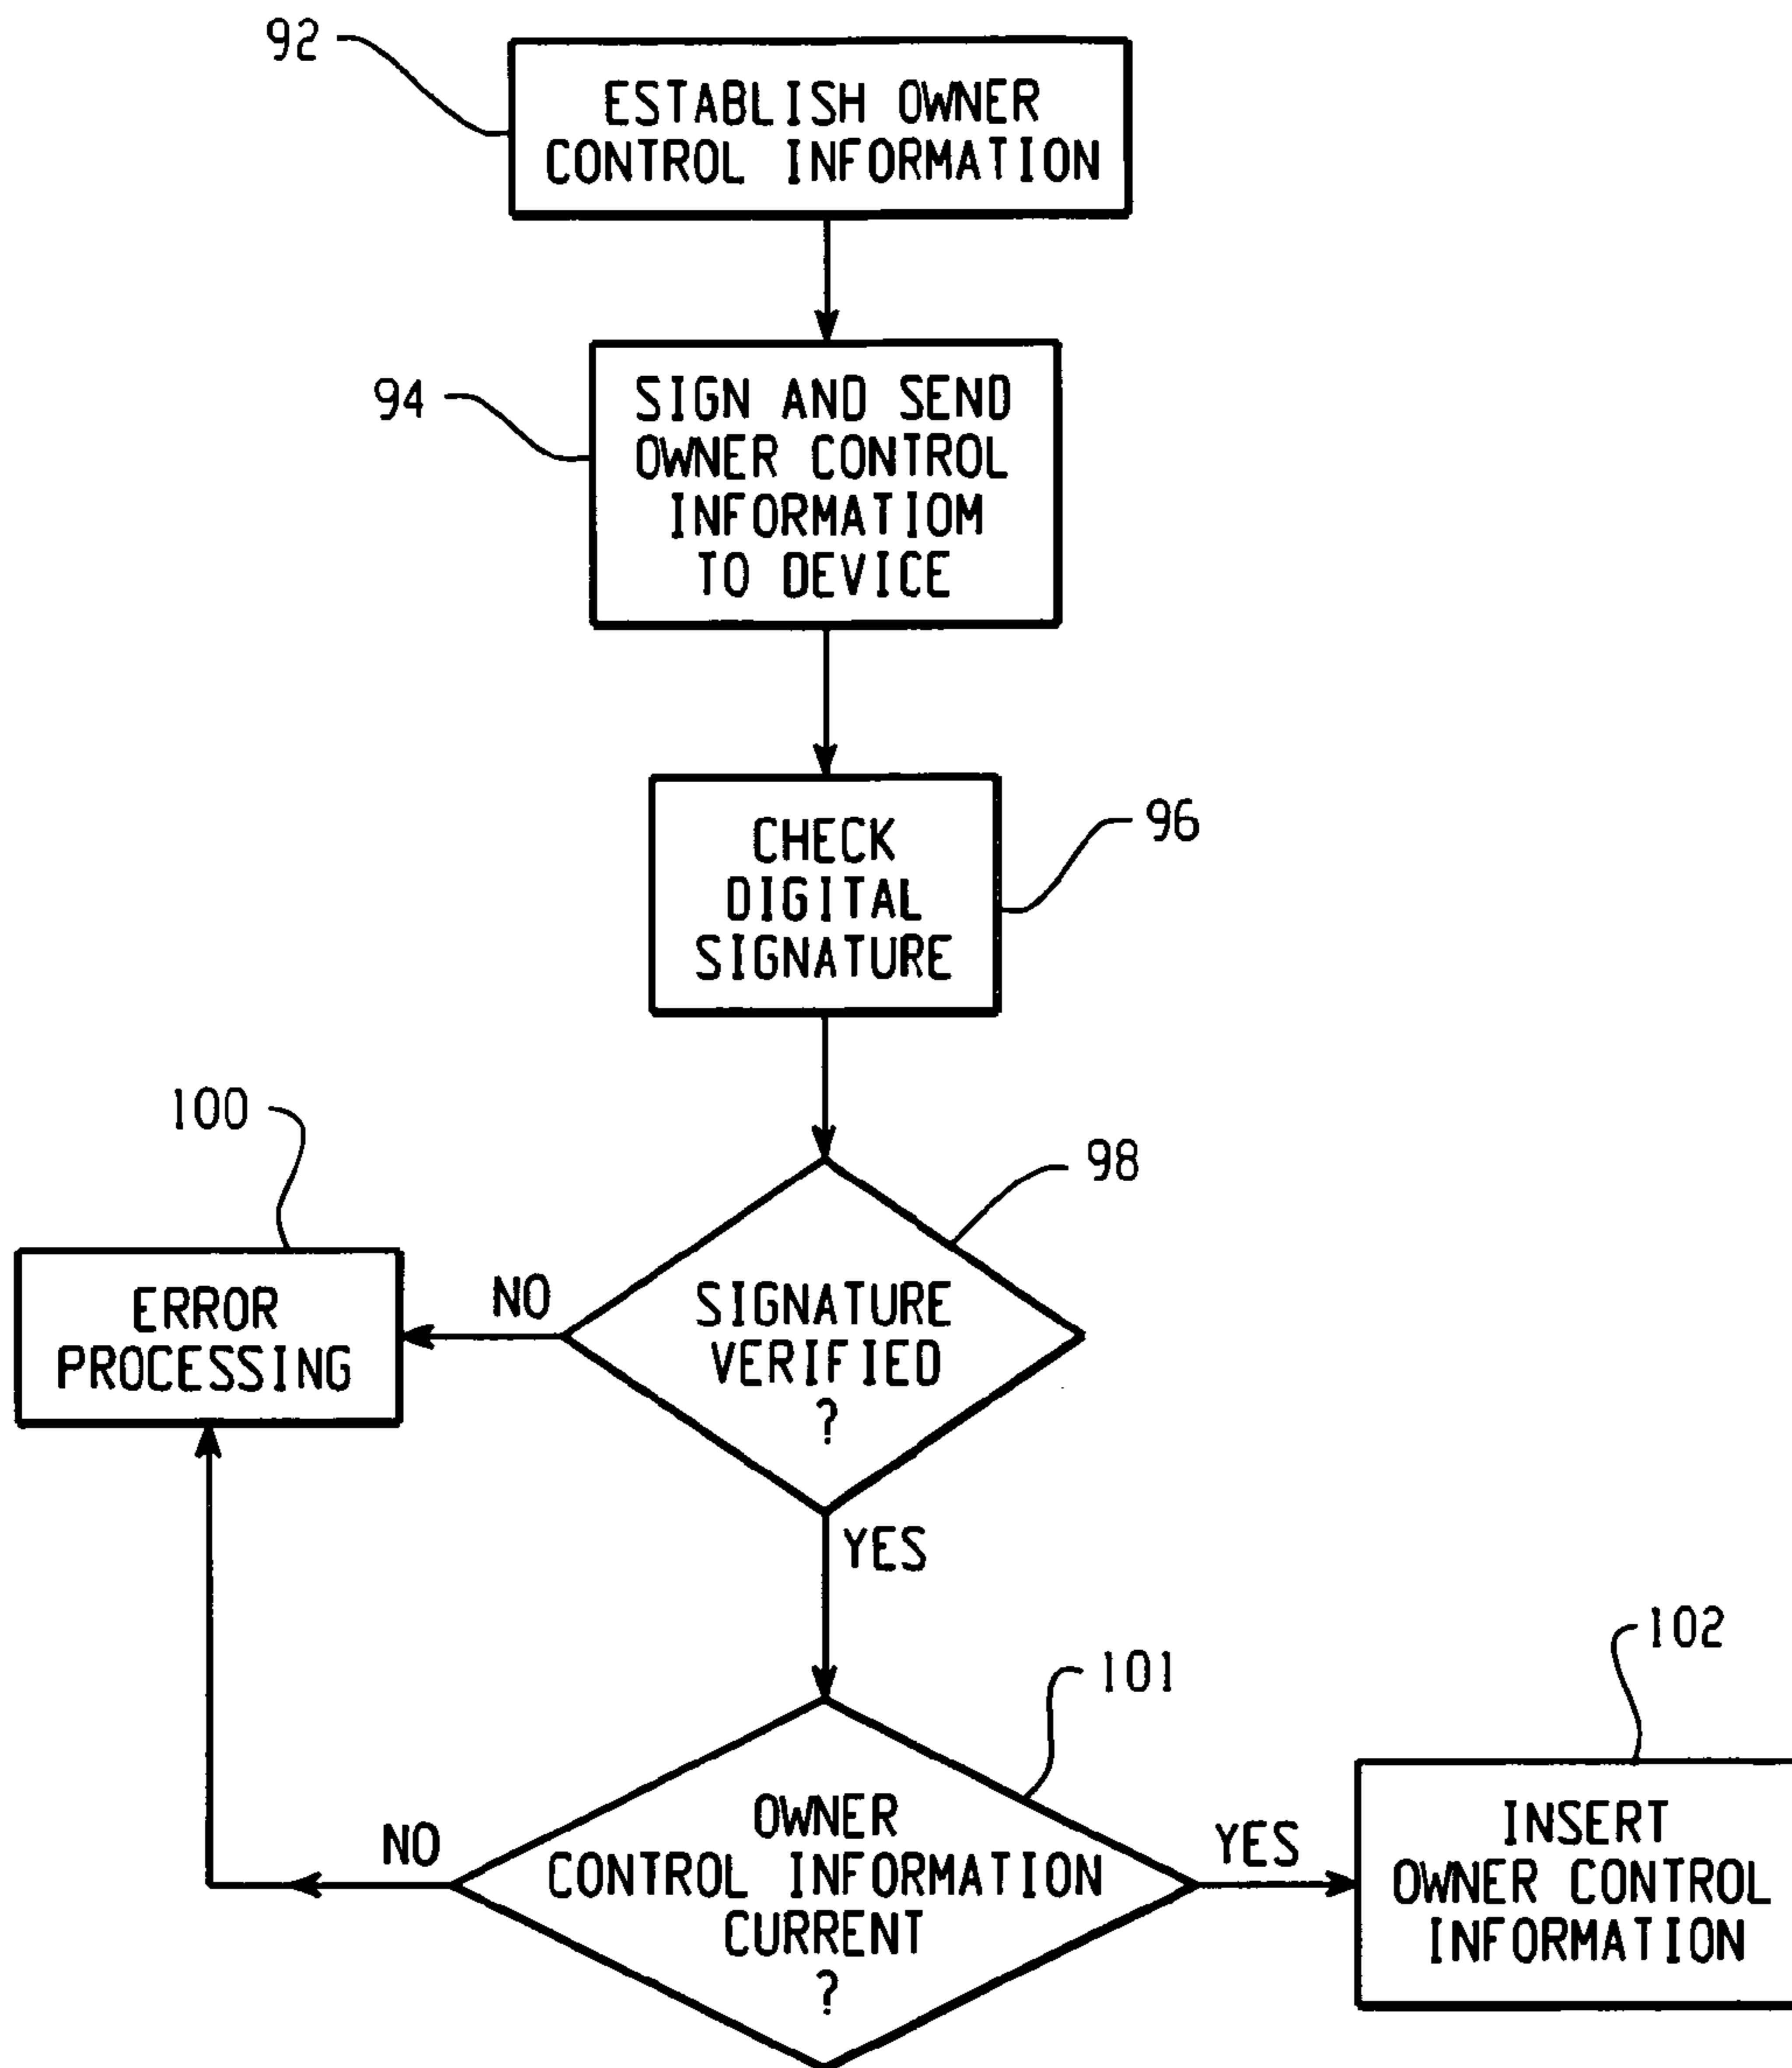 92
ESTABLISH OWNER
CONTROL INFORMATION
94
SIGN AND SEND
OWNER CONTROL
INFORMATIOM
TO DEVICE
96
CHECK
DIGITAL
SIGNATURE
100
98
ERROR
PROCESSING
NO
SIGNATURE
VERIFIED
?
YES
102
101
NO
OWNER
CONTROL INFORMATION
CURRENT
?
YES
INSERT
OWNER CONTROL
INFORMATION